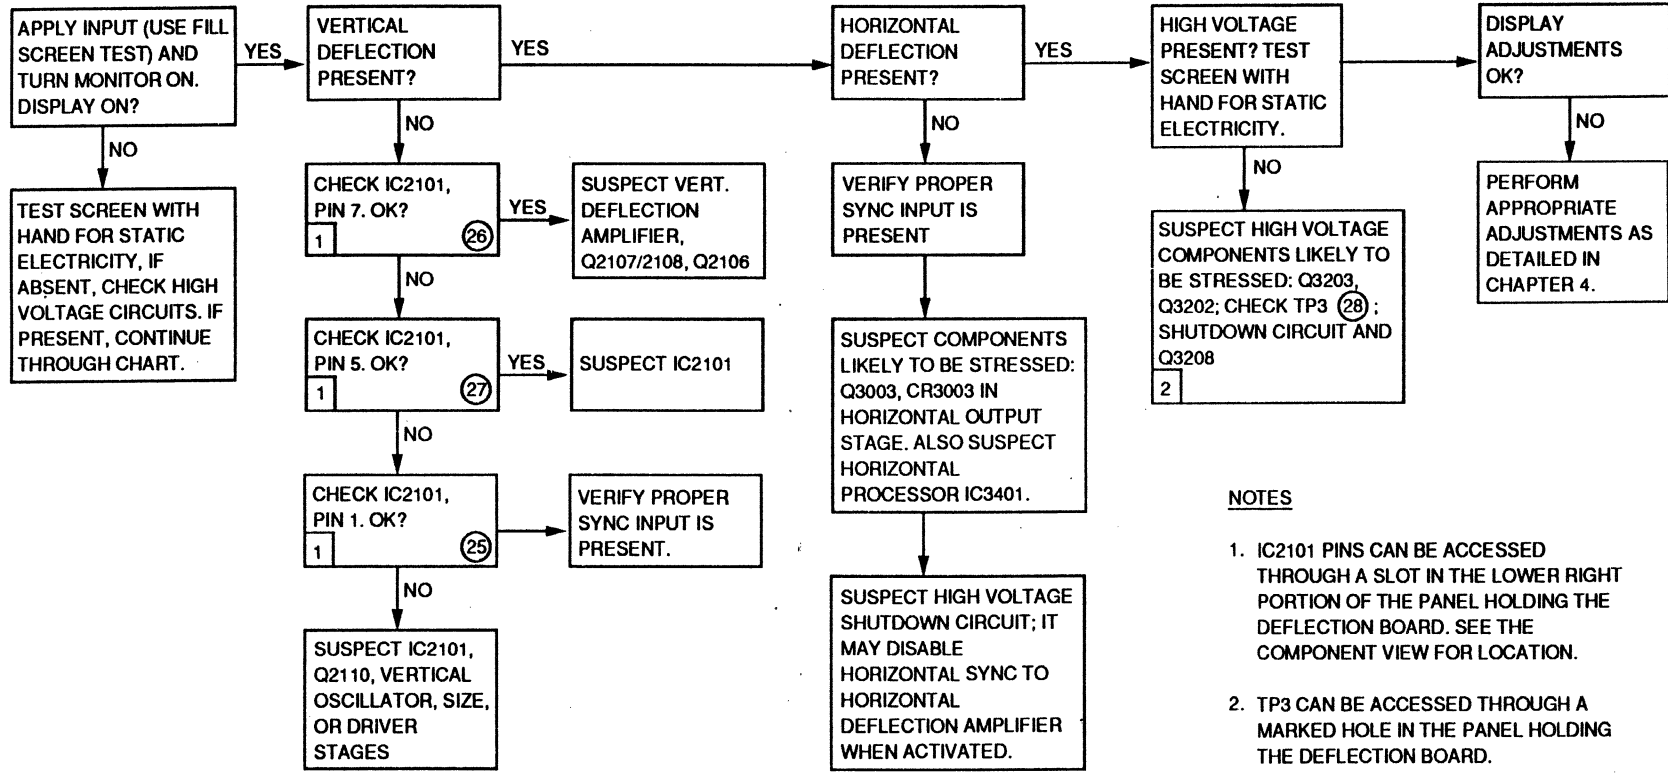 APPLY INPUT (USE FILL
SCREEN TEST) AND
TURN MONITOR ON.
DISPLAY ON?
YES
NO
TEST SCREEN WITH
HAND FOR STATIC
ELECTRICITY, IF
ABSENT, CHECK HIGH
VOLTAGE CIRCUITS. IF
PRESENT, CONTINUE
THROUGH CHART.
VERTICAL
DEFLECTION
PRESENT?
YES
NO
CHECK IC2101,
PIN 7. OK?
1
26
YES
SUSPECT VERT.
DEFLECTION
AMPLIFIER,
Q2107/2108, Q2106
NO
CHECK IC2101,
PIN 5. OK?
1
27
YES
SUSPECT IC2101
NO
CHECK IC2101,
PIN 1. OK?
1
25
VERIFY PROPER
SYNC INPUT IS
PRESENT.
NO
SUSPECT IC2101,
Q2110, VERTICAL
OSCILLATOR, SIZE,
OR DRIVER
STAGES
HORIZONTAL
DEFLECTION
PRESENT?
YES
NO
VERIFY PROPER
SYNC INPUT IS
PRESENT
SUSPECT COMPONENTS
LIKELY TO BE STRESSED:
Q3003, CR3003 IN
HORIZONTAL OUTPUT
STAGE. ALSO SUSPECT
HORIZONTAL
PROCESSOR IC3401.
SUSPECT HIGH VOLTAGE
SHUTDOWN CIRCUIT; IT
MAY DISABLE
HORIZONTAL SYNC TO
HORIZONTAL
DEFLECTION AMPLIFIER
WHEN ACTIVATED.
HIGH VOLTAGE
PRESENT? TEST
SCREEN WITH
HAND FOR STATIC
ELECTRICITY.
NO
SUSPECT HIGH VOLTAGE
COMPONENTS LIKELY TO
BE STRESSED: Q3203,
Q3202; CHECK TP3 28 ;
SHUTDOWN CIRCUIT AND
Q3208
2
DISPLAY
ADJUSTMENTS
OK?
NO
PERFORM
APPROPRIATE
ADJUSTMENTS AS
DETAILED IN
CHAPTER 4.
NOTES
1. IC2101 PINS CAN BE ACCESSED
THROUGH A SLOT IN THE LOWER RIGHT
PORTION OF THE PANEL HOLDING THE
DEFLECTION BOARD. SEE THE
COMPONENT VIEW FOR LOCATION.
2. TP3 CAN BE ACCESSED THROUGH A
MARKED HOLE IN THE PANEL HOLDING
THE DEFLECTION BOARD.